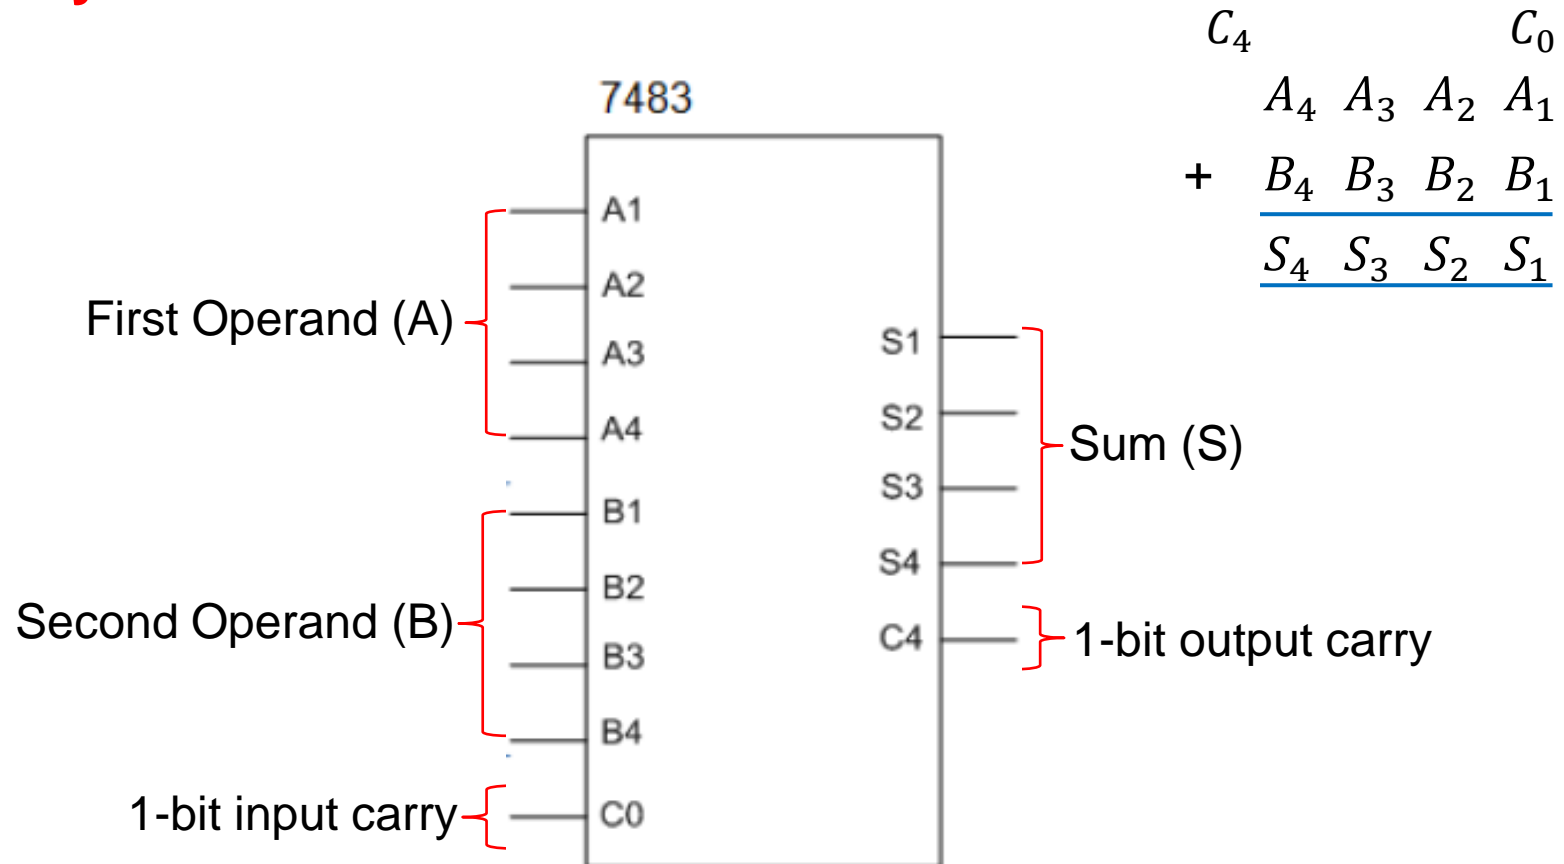 C₄ C₀
7483
A₄ A₃ A₂ A₁
+ B₄ B₃ B₂ B₁
S₄ S₃ S₂ S₁
A1
A2
First Operand (A)
A3
A4
S1
S2
Sum (S)
S3
S4
B1
B2
Second Operand (B)
B3
B4
C4
1-bit output carry
1-bit input carry
C0